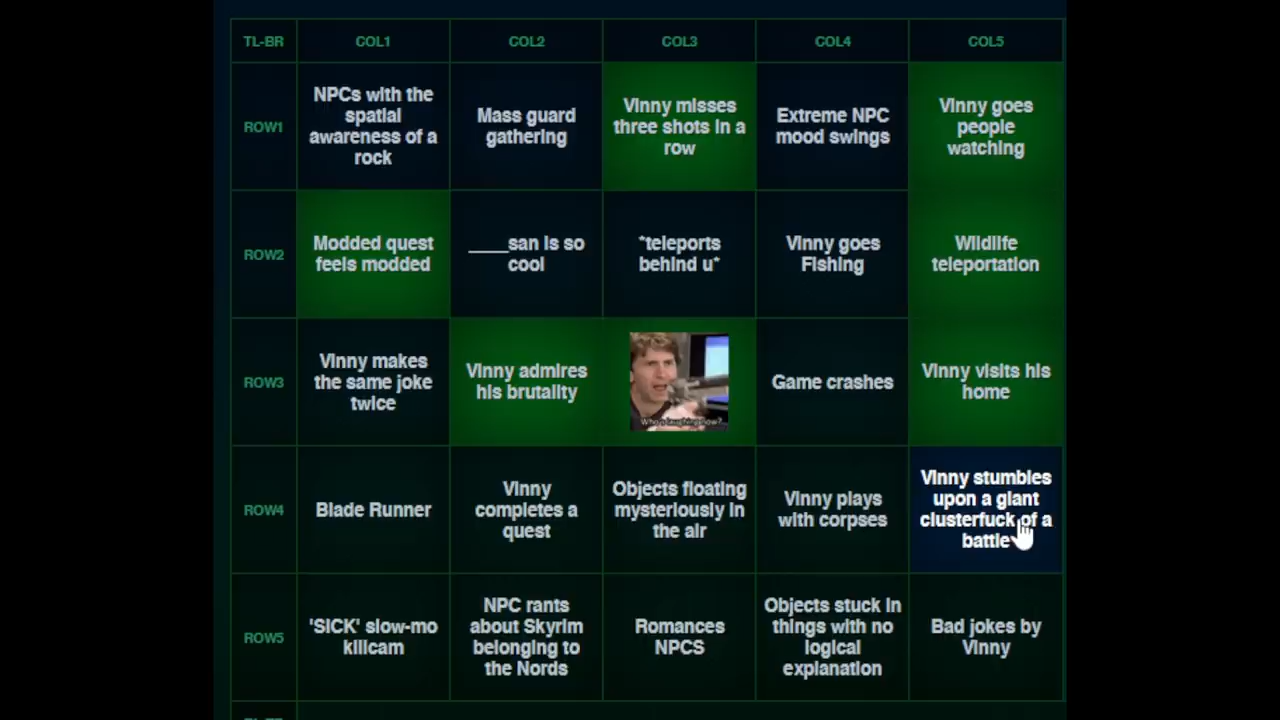 TL-BR COL1 COL2 COL3 COL4 COL5
ROW1
NPCs with the
spatial
awareness of a
rock
Mass guard
gathering
Vinny misses
three shots in a
row
Extreme NPC
mood swings
Vinny goes
people
watching
ROW2
Modded quest
feels modded
____san is so
cool
*teleports
behind u*
Vinny goes
Fishing
Wildlife
teleportation
ROW3
Vinny makes
the same joke
twice
Vinny admires
his brutality
Who's laughing now?
Game crashes
Vinny visits his
home
ROW4
Blade Runner
Vinny
completes a
quest
Objects floating
mysteriously in
the air
Vinny plays
with corpses
Vinny stumbles
upon a giant
clusterfuck of a
battle
ROW5
'SICK' slow-mo
killcam
NPC rants
about Skyrim
belonging to
the Nords
Romances
NPCS
Objects stuck in
things with no
logical
explanation
Bad jokes by
Vinny